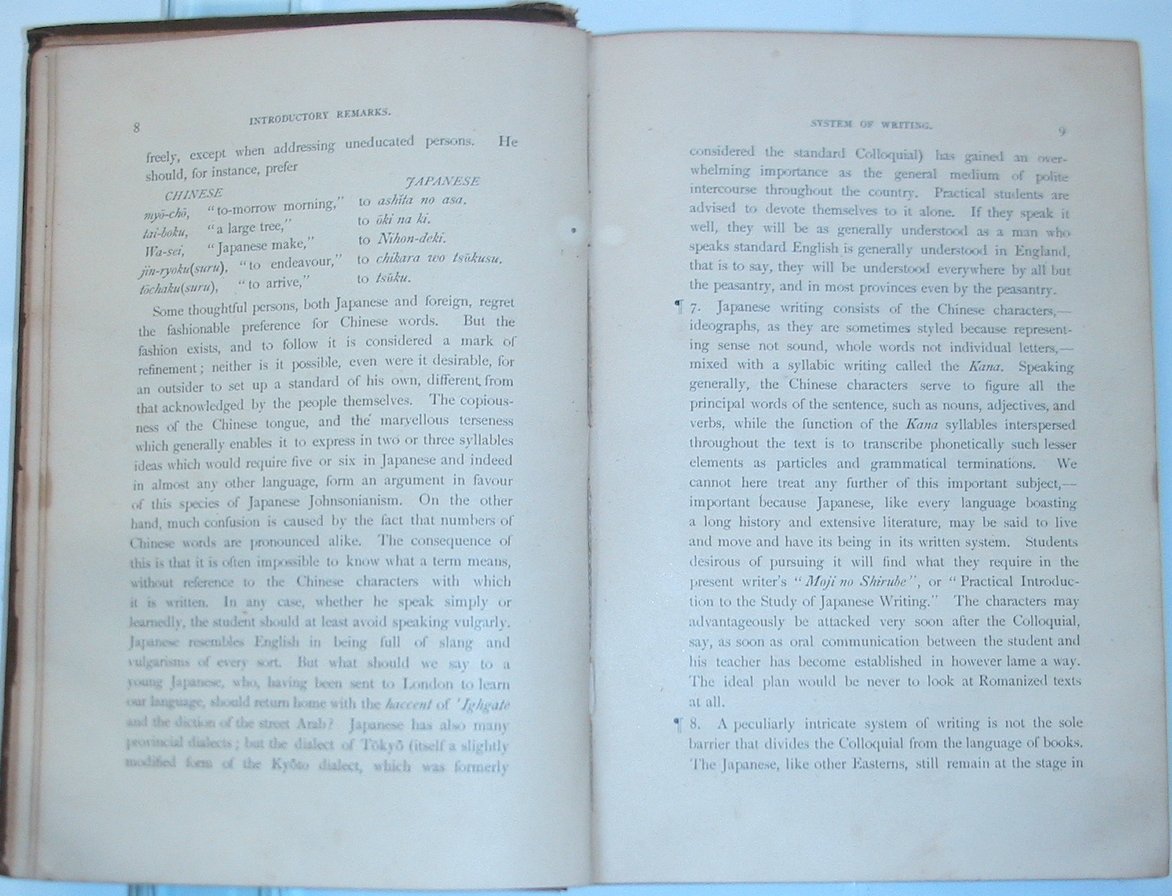 8
INTRODUCTORY REMARKS.
freely, except when addressing uneducated persons. He
should, for instance, prefer
CHINESE JAPANESE
myō-chō, "to-morrow morning," to ashita no asa.
tai-boku, "a large tree," to ōki na ki.
Wa-sei, "Japanese make," to Nihon-deki.
jin-ryoku(suru), "to endeavour," to chikara wo tsŭkusu.
tōchaku(suru), "to arrive," to tsŭku.
Some thoughtful persons, both Japanese and foreign, regret
the fashionable preference for Chinese words. But the
fashion exists, and to follow it is considered a mark of
refinement; neither is it possible, even were it desirable, for
an outsider to set up a standard of his own, different from
that acknowledged by the people themselves. The copious-
ness of the Chinese tongue, and the marvellous terseness
which generally enables it to express in two or three syllables
ideas which would require five or six in Japanese and indeed
in almost any other language, form an argument in favour
of this species of Japanese Johnsonianism. On the other
hand, much confusion is caused by the fact that numbers of
Chinese words are pronounced alike. The consequence of
this is that it is often impossible to know what a term means,
without reference to the Chinese characters with which
it is written. In any case, whether he speak simply or
learnedly, the student should at least avoid speaking vulgarly.
Japanese resembles English in being full of slang and
vulgarisms of every sort. But what should we say to a
young Japanese, who, having been sent to London to learn
our language, should return home with the haccent of 'Ighgate
and the diction of the street Arab? Japanese has also many
provincial dialects; but the dialect of Tōkyō (itself a slightly
modified form of the Kyōto dialect, which was formerly
SYSTEM OF WRITING.
9
considered the standard Colloquial) has gained an over-
whelming importance as the general medium of polite
intercourse throughout the country. Practical students are
advised to devote themselves to it alone. If they speak it
well, they will be as generally understood as a man who
speaks standard English is generally understood in England,
that is to say, they will be understood everywhere by all but
the peasantry, and in most provinces even by the peasantry.
¶ 7. Japanese writing consists of the Chinese characters,—
ideographs, as they are sometimes styled because represent-
ing sense not sound, whole words not individual letters,—
mixed with a syllabic writing called the Kana. Speaking
generally, the Chinese characters serve to figure all the
principal words of the sentence, such as nouns, adjectives, and
verbs, while the function of the Kana syllables interspersed
throughout the text is to transcribe phonetically such lesser
elements as particles and grammatical terminations. We
cannot here treat any further of this important subject,—
important because Japanese, like every language boasting
a long history and extensive literature, may be said to live
and move and have its being in its written system. Students
desirous of pursuing it will find what they require in the
present writer's "Moji no Shirube", or "Practical Introduc-
tion to the Study of Japanese Writing." The characters may
advantageously be attacked very soon after the Colloquial,
say, as soon as oral communication between the student and
his teacher has become established in however lame a way.
The ideal plan would be never to look at Romanized texts
at all.
¶ 8. A peculiarly intricate system of writing is not the sole
barrier that divides the Colloquial from the language of books.
The Japanese, like other Easterns, still remain at the stage in